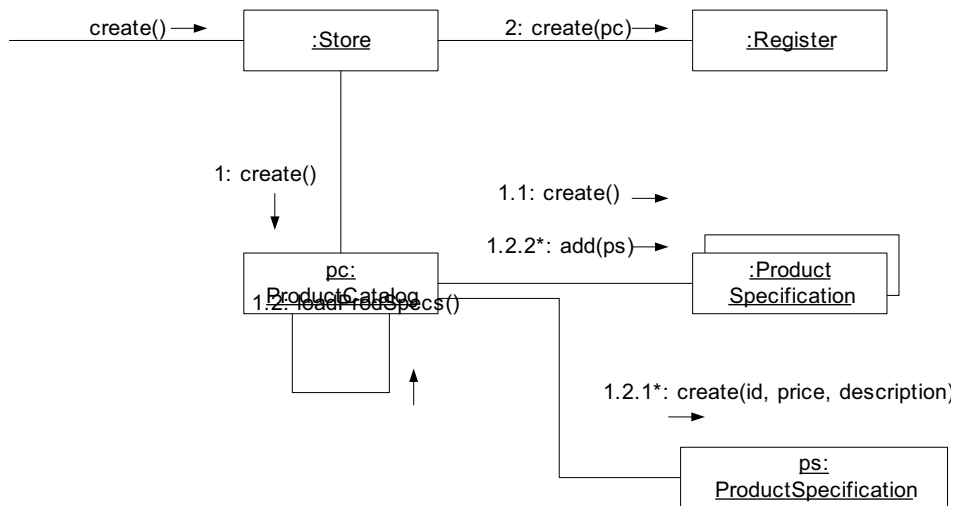 create()
:Store
2: create(pc)
:Register
1: create()
1.1: create()
1.2.2*: add(ps)
pc:
ProductCatalog
1.2: loadProdSpecs()
:Product
Specification
1.2.1*: create(id, price, description)
ps:
ProductSpecification